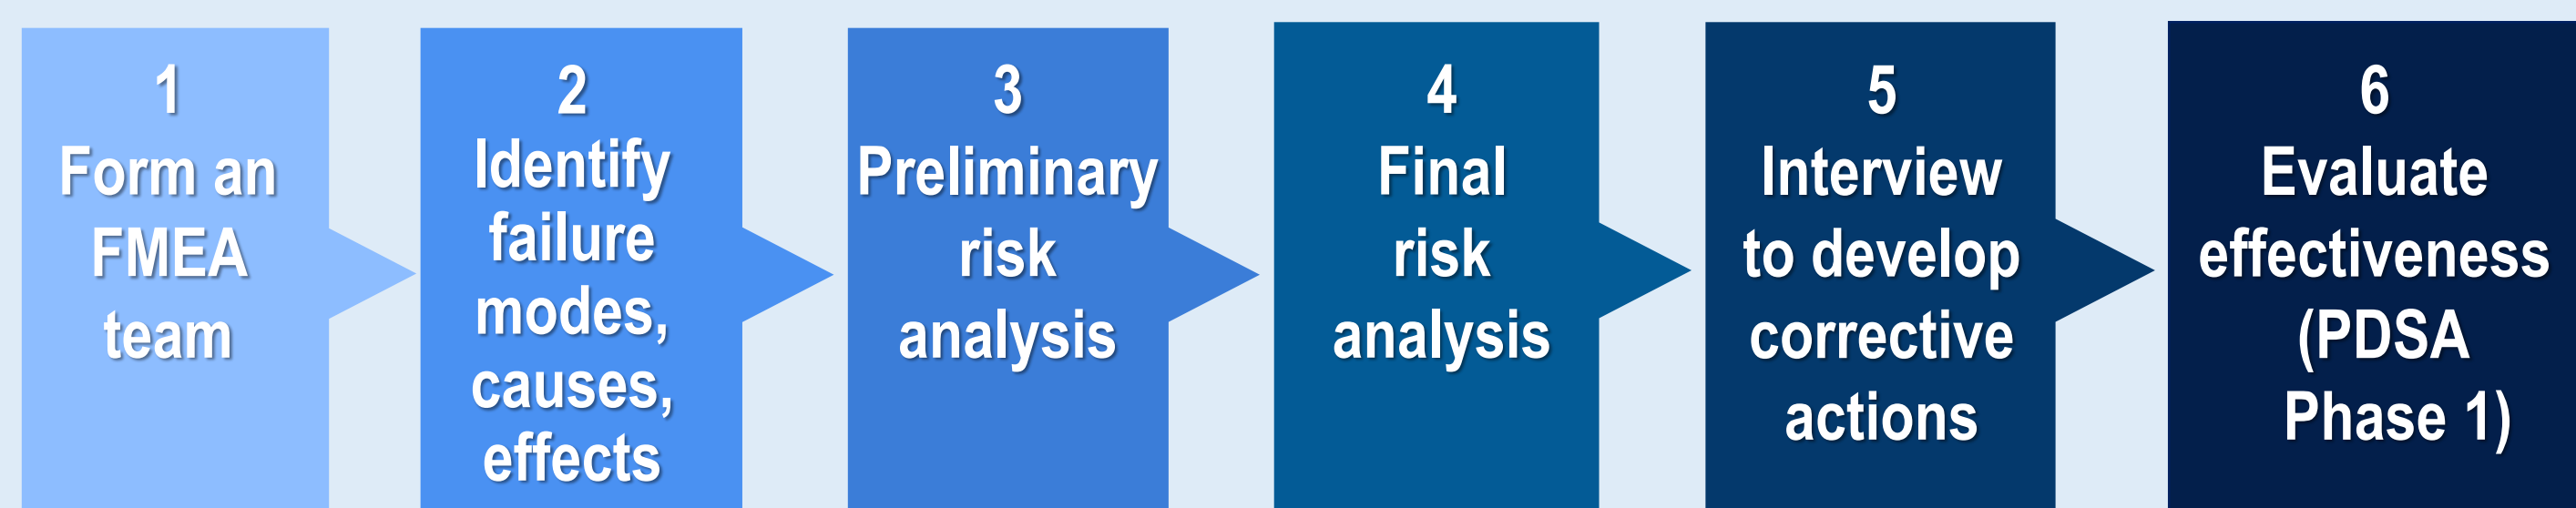 1
Form an
FMEA
team
2
Identify
failure
modes,
causes,
effects
3
Preliminary
risk
analysis
4
Final
risk
analysis
5
Interview
to develop
corrective
actions
6
Evaluate
effectiveness
(PDSA
Phase 1)